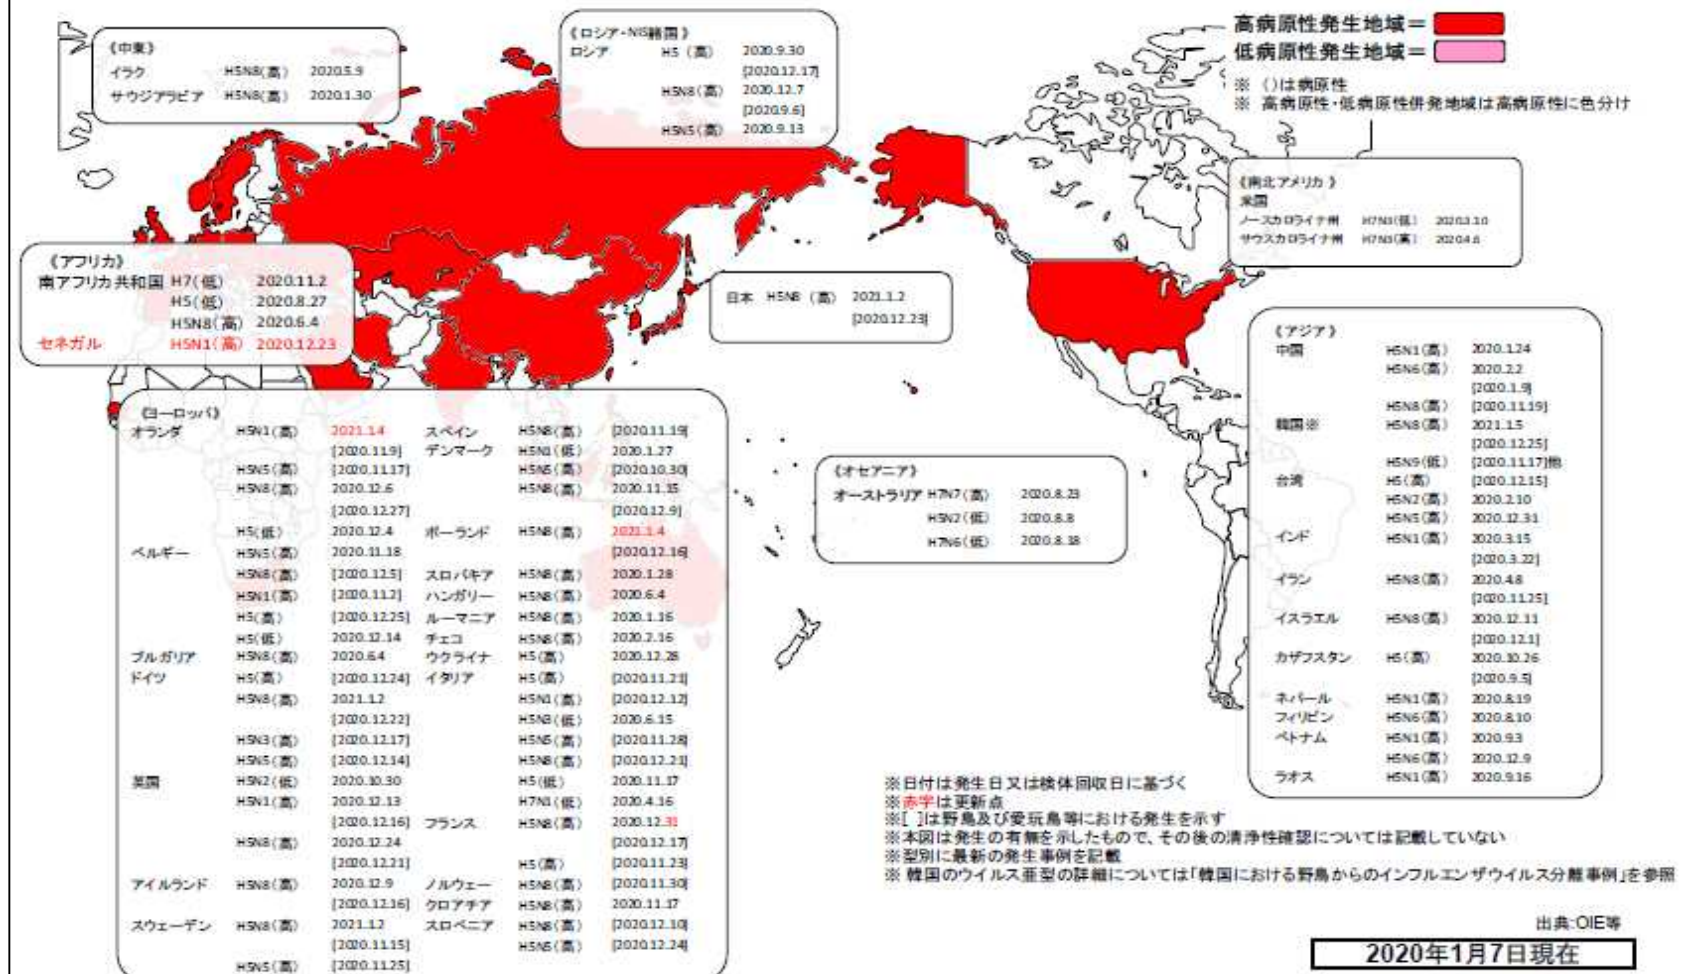 高病原性発生地域＝
低病原性発生地域＝
※ ()は病原性
※ 高病原性・低病原性併発地域は高病原性に色分け
《中東》
イラク H5N8(高) 2020.5.9
サウジアラビア H5N8(高) 2020.1.30
《ロシア・NIS諸国》
ロシア H5 (高) 2020.9.30
[2020.12.17]
H5N8(高) 2020.12.7
[2020.9.6]
H5N5(高) 2020.9.13
《南北アメリカ》
米国
ノースカロライナ州 H7N3(低) 2020.3.10
サウスカロライナ州 H7N3(高) 2020.4.6
《アフリカ》
南アフリカ共和国 H7(低) 2020.11.2
H5(低) 2020.8.27
H5N8(高) 2020.6.4
セネガル H5N1(高) 2020.12.23
日本 H5N8 (高) 2021.1.2
[2020.12.23]
《アジア》
中国 H5N1(高) 2020.1.24
H5N6(高) 2020.2.2
[2020.1.9]
H5N8(高) [2020.11.19]
韓国※ H5N8(高) 2021.1.5
[2020.12.25]
H5N9(低) [2020.11.17]他
台湾 H5(高) [2020.12.15]
H5N2(高) 2020.2.10
H5N5(高) 2020.12.31
インド H5N1(高) 2020.3.15
[2020.3.22]
イラン H5N8(高) 2020.4.8
[2020.11.25]
イスラエル H5N8(高) 2020.12.11
[2020.12.1]
カザフスタン H5(高) 2020.10.26
[2020.9.5]
ネパール H5N1(高) 2020.8.19
フィリピン H5N6(高) 2020.8.10
ベトナム H5N1(高) 2020.9.3
H5N6(高) 2020.12.9
ラオス H5N1(高) 2020.9.16
《ヨーロッパ》
オランダ H5N1(高) 2021.1.4 スペイン H5N8(高) [2020.11.19]
[2020.11.9] デンマーク H5N1(低) 2020.1.27
H5N5(高) [2020.11.17] H5N5(高) [2020.10.30]
H5N8(高) 2020.12.6 H5N8(高) 2020.11.15
[2020.12.27] [2020.12.9]
H5(低) 2020.12.4 ポーランド H5N8(高) 2021.1.4
ベルギー H5N5(高) 2020.11.18 [2020.12.16]
H5N8(高) [2020.12.5] スロバキア H5N8(高) 2020.1.28
H5N1(高) [2020.11.2] ハンガリー H5N8(高) 2020.6.4
H5(高) [2020.12.25] ルーマニア H5N8(高) 2020.1.16
H5(低) 2020.12.14 チェコ H5N8(高) 2020.2.16
ブルガリア H5N8(高) 2020.6.4 ウクライナ H5(高) 2020.12.28
ドイツ H5(高) [2020.12.24] イタリア H5(高) [2020.11.21]
H5N8(高) 2021.1.2 H5N1(高) [2020.12.12]
[2020.12.22] H5N3(低) 2020.6.15
H5N3(高) [2020.12.17] H5N5(高) [2020.11.28]
H5N5(高) [2020.12.14] H5N8(高) [2020.12.21]
英国 H5N2(低) 2020.10.30 H5(低) 2020.11.17
H5N1(高) 2020.12.13 H7N1(低) 2020.4.16
[2020.12.16] フランス H5N8(高) 2020.12.31
H5N8(高) 2020.12.24 [2020.12.17]
[2020.12.21] H5(高) [2020.11.23]
アイルランド H5N8(高) 2020.12.9 ノルウェー H5N8(高) [2020.11.30]
[2020.12.16] クロアチア H5N8(高) 2020.11.17
スウェーデン H5N8(高) 2021.1.2 スロベニア H5N8(高) [2020.12.10]
[2020.11.15] H5N5(高) [2020.12.24]
H5N5(高) [2020.11.25]
《オセアニア》
オーストラリア H7N7(高) 2020.8.23
H5N2(低) 2020.8.8
H7N6(低) 2020.8.18
※日付は発生日又は検体回収日に基づく
※赤字は更新点
※[ ]は野鳥及び愛玩鳥等における発生を示す
※本図は発生の有無を示したもので、その後の清浄性確認については記載していない
※型別に最新の発生事例を記載
※ 韓国のウイルス亜型の詳細については「韓国における野鳥からのインフルエンザウイルス分離事例」を参照
出典:OIE等
2020年1月7日現在